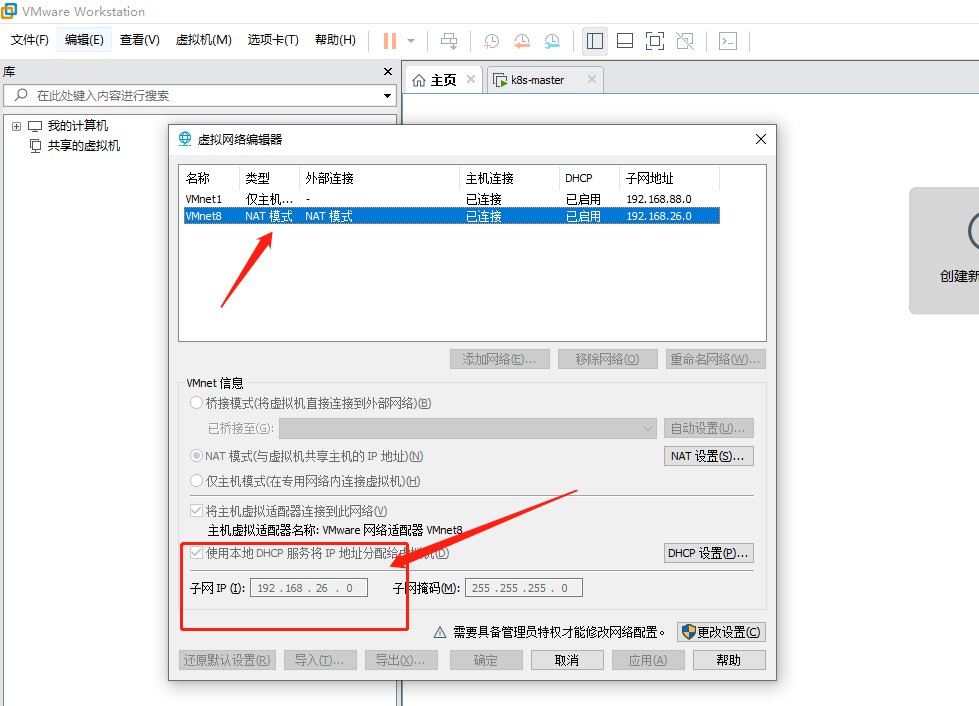 VMware Workstation
文件(F) 编辑(E) 查看(V) 虚拟机(M) 选项卡(T) 帮助(H)
库
主页 k8s-master
在此处键入内容进行搜索
我的计算机
共享的虚拟机
虚拟网络编辑器
名称 类型 外部连接 主机连接 DHCP 子网地址
VMnet1 仅主机... - 已连接 已启用 192.168.88.0
VMnet8 NAT 模式 NAT 模式 已连接 已启用 192.168.26.0
创建新
添加网络(E)... 移除网络(O) 重命名网络(W)...
VMnet 信息
桥接模式(将虚拟机直接连接到外部网络)(B)
已桥接至(G): 自动设置(U)...
NAT 模式(与虚拟机共享主机的 IP 地址)(N) NAT 设置(S)...
仅主机模式(在专用网络内连接虚拟机)(H)
将主机虚拟适配器连接到此网络(V)
主机虚拟适配器名称: VMware 网络适配器 VMnet8
使用本地 DHCP 服务将 IP 地址分配给虚拟机(D) DHCP 设置(P)...
子网 IP (I): 192 . 168 . 26 . 0 子网掩码(M): 255 . 255 . 255 . 0
需要具备管理员特权才能修改网络配置。 更改设置(C)
还原默认设置(R) 导入(T)... 导出(X)... 确定 取消 应用(A) 帮助